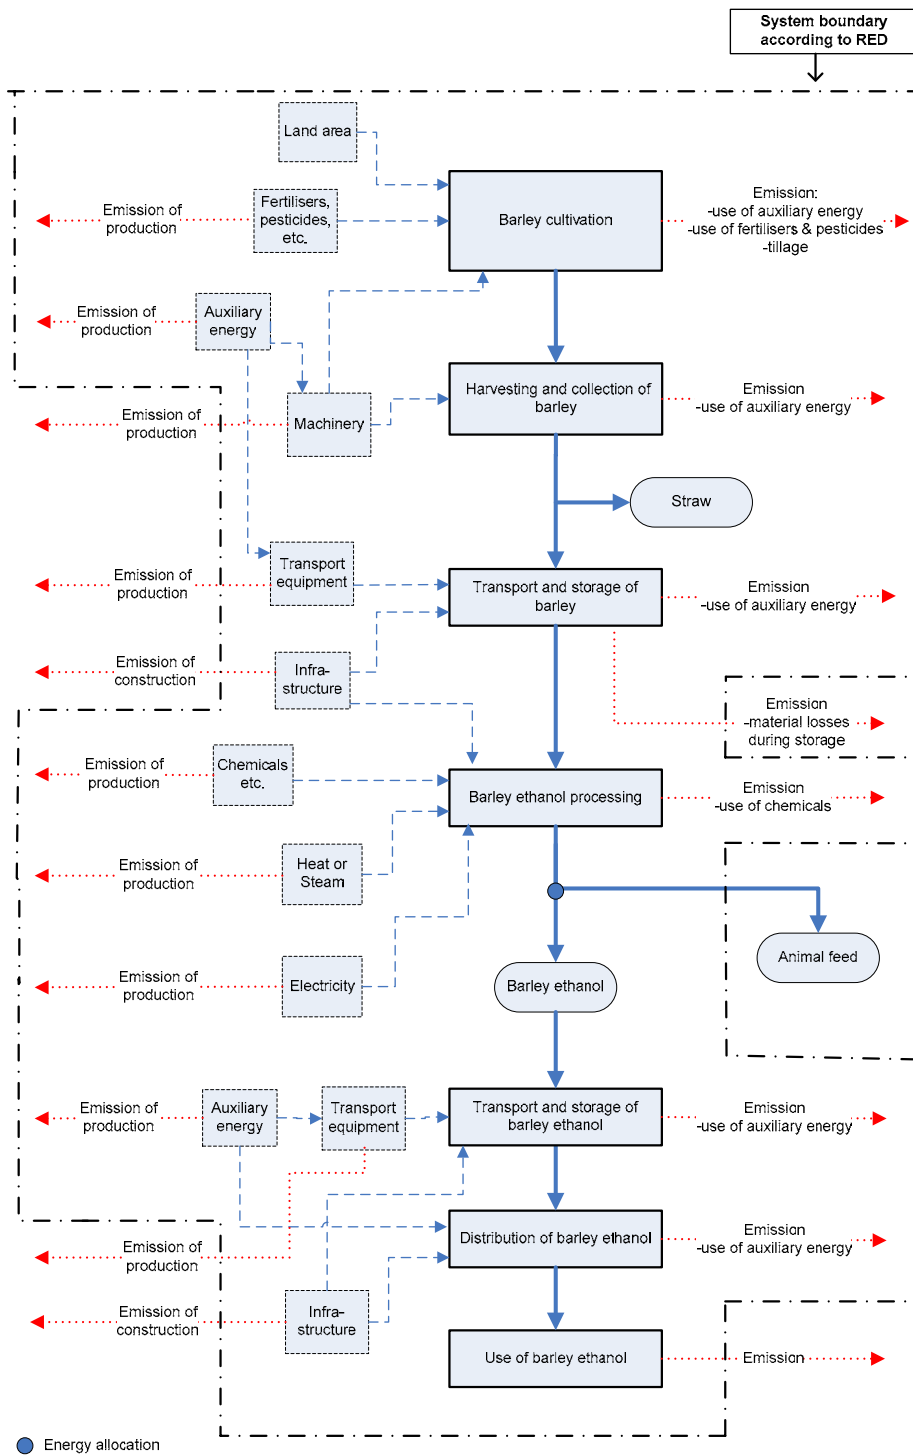 System boundary
according to RED
Land area
Emission of
production
Fertilisers,
pesticides,
etc.
Barley cultivation
Emission:
-use of auxiliary energy
-use of fertilisers & pesticides
-tillage
Emission of
production
Auxiliary
energy
Emission of
production
Machinery
Harvesting and collection of
barley
Emission
-use of auxiliary energy
Straw
Emission of
production
Transport
equipment
Transport and storage of
barley
Emission
-use of auxiliary energy
Emission of
construction
Infra-
structure
Emission
-material losses
during storage
Emission of
production
Chemicals
etc.
Barley ethanol processing
Emission
-use of chemicals
Emission of
production
Heat or
Steam
Animal feed
Emission of
production
Electricity
Barley ethanol
Emission of
production
Auxiliary
energy
Transport
equipment
Transport and storage of
barley ethanol
Emission
-use of auxiliary energy
Emission of
production
Distribution of barley ethanol
Emission
-use of auxiliary energy
Emission of
construction
Infra-
structure
Use of barley ethanol
Emission
Energy allocation